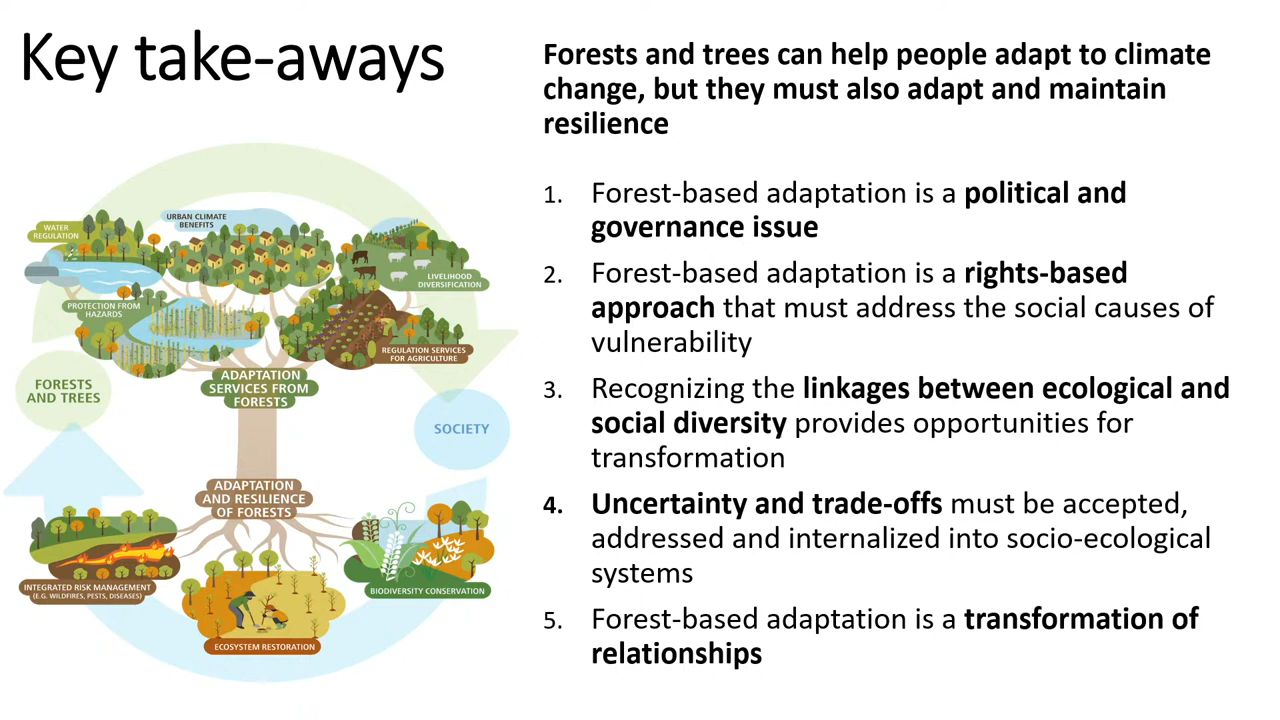 Key take-aways
Forests and trees can help people adapt to climate
change, but they must also adapt and maintain
resilience
1. Forest-based adaptation is a political and
governance issue
2. Forest-based adaptation is a rights-based
approach that must address the social causes of
vulnerability
3. Recognizing the linkages between ecological and
social diversity provides opportunities for
transformation
4. Uncertainty and trade-offs must be accepted,
addressed and internalized into socio-ecological
systems
5. Forest-based adaptation is a transformation of
relationships
WATER
REGULATION
URBAN CLIMATE
BENEFITS
LIVELIHOOD
DIVERSIFICATION
PROTECTION FROM
HAZARDS
REGULATION SERVICES
FOR AGRICULTURE
ADAPTATION
SERVICES FROM
FORESTS
FORESTS
AND TREES
SOCIETY
ADAPTATION
AND RESILIENCE
OF FORESTS
INTEGRATED RISK MANAGEMENT
(E.G. WILDFIRES, PESTS, DISEASES)
BIODIVERSITY CONSERVATION
ECOSYSTEM RESTORATION